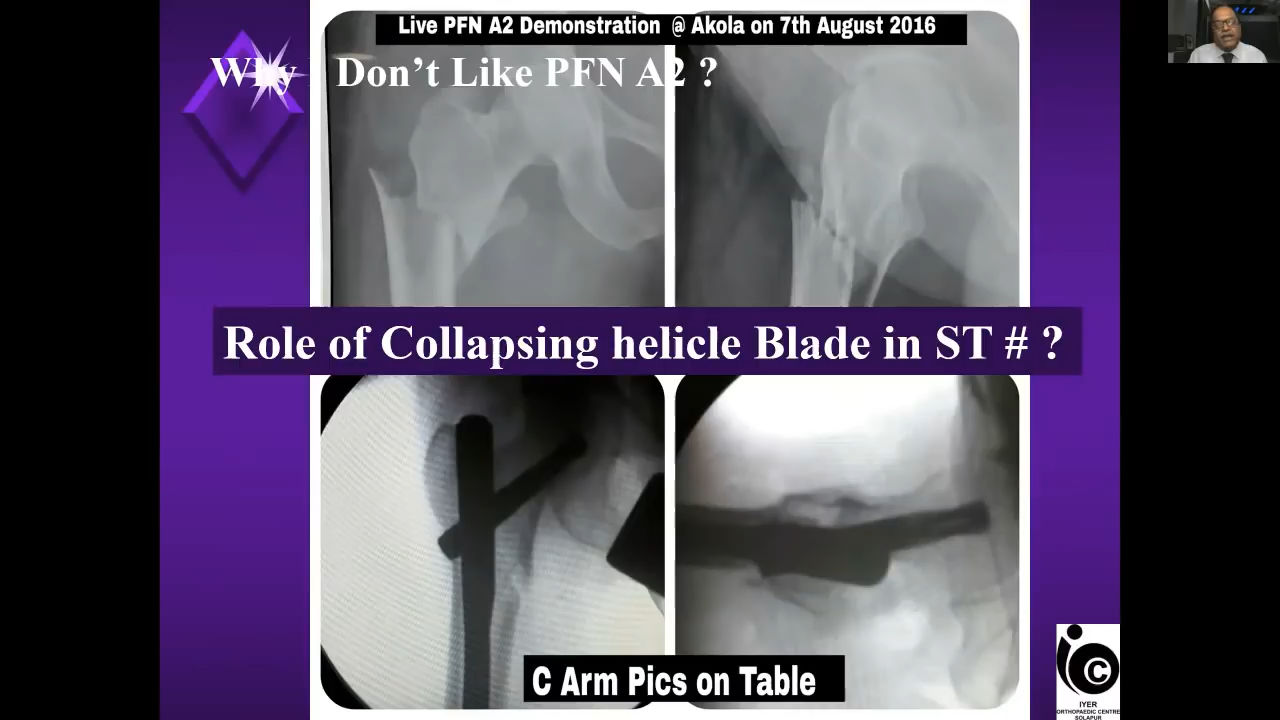 Live PFN A2 Demonstration @ Akola on 7th August 2016
Why I Don’t Like PFN A2 ?
Role of Collapsing helicle Blade in ST # ?
C Arm Pics on Table
IYER
ORTHOPAEDIC CENTRE
SOLAPUR